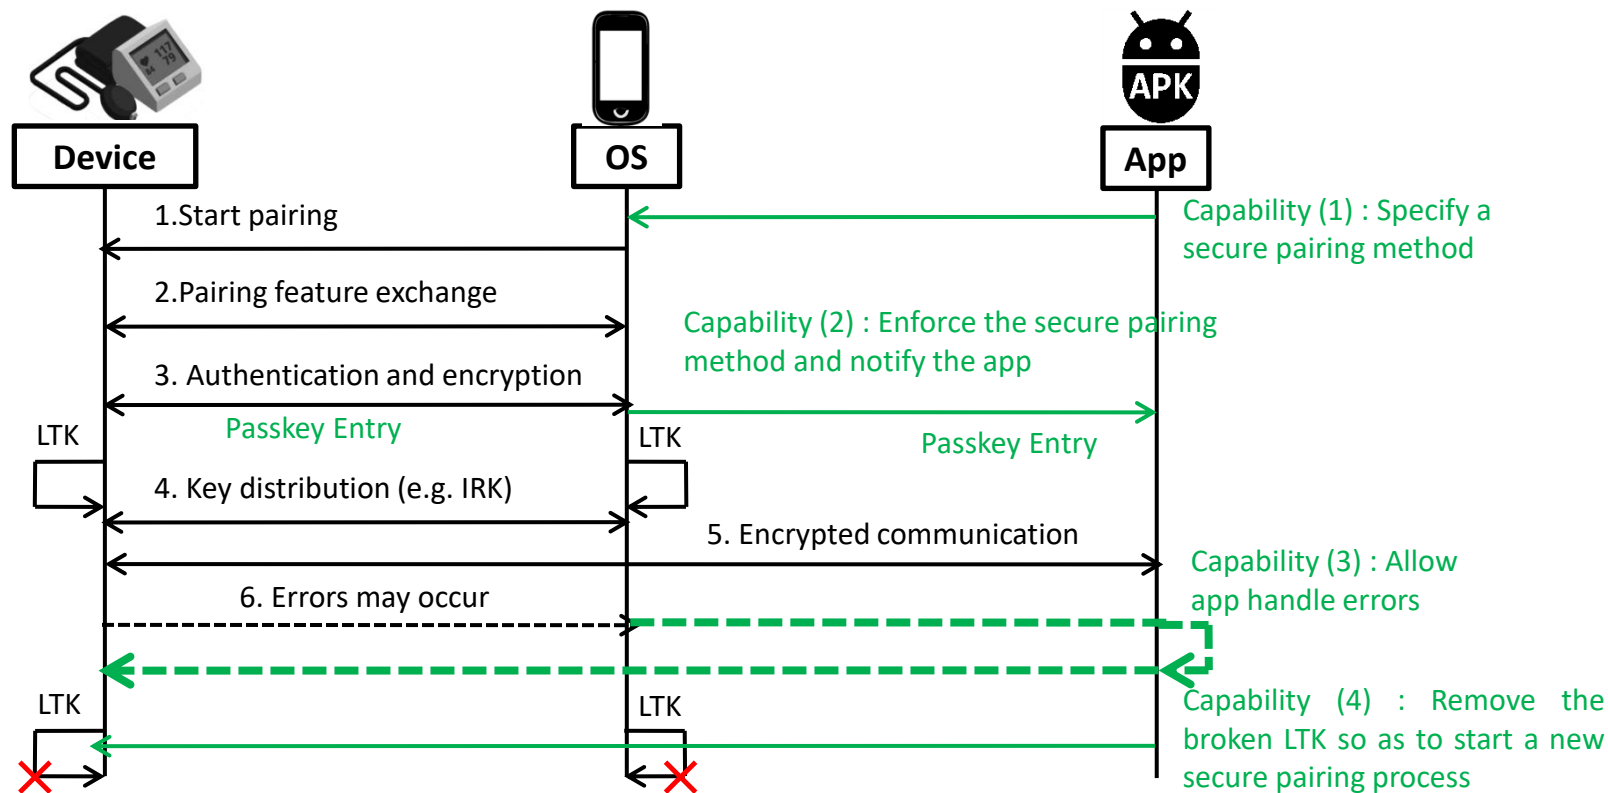 117
79
84
APK
Device
OS
App
1.Start pairing
Capability (1) : Specify a
secure pairing method
2.Pairing feature exchange
Capability (2) : Enforce the secure pairing
method and notify the app
3. Authentication and encryption
Passkey Entry
Passkey Entry
LTK
LTK
4. Key distribution (e.g. IRK)
5. Encrypted communication
Capability (3) : Allow
app handle errors
6. Errors may occur
LTK
LTK
Capability (4) : Remove the
broken LTK so as to start a new
secure pairing process